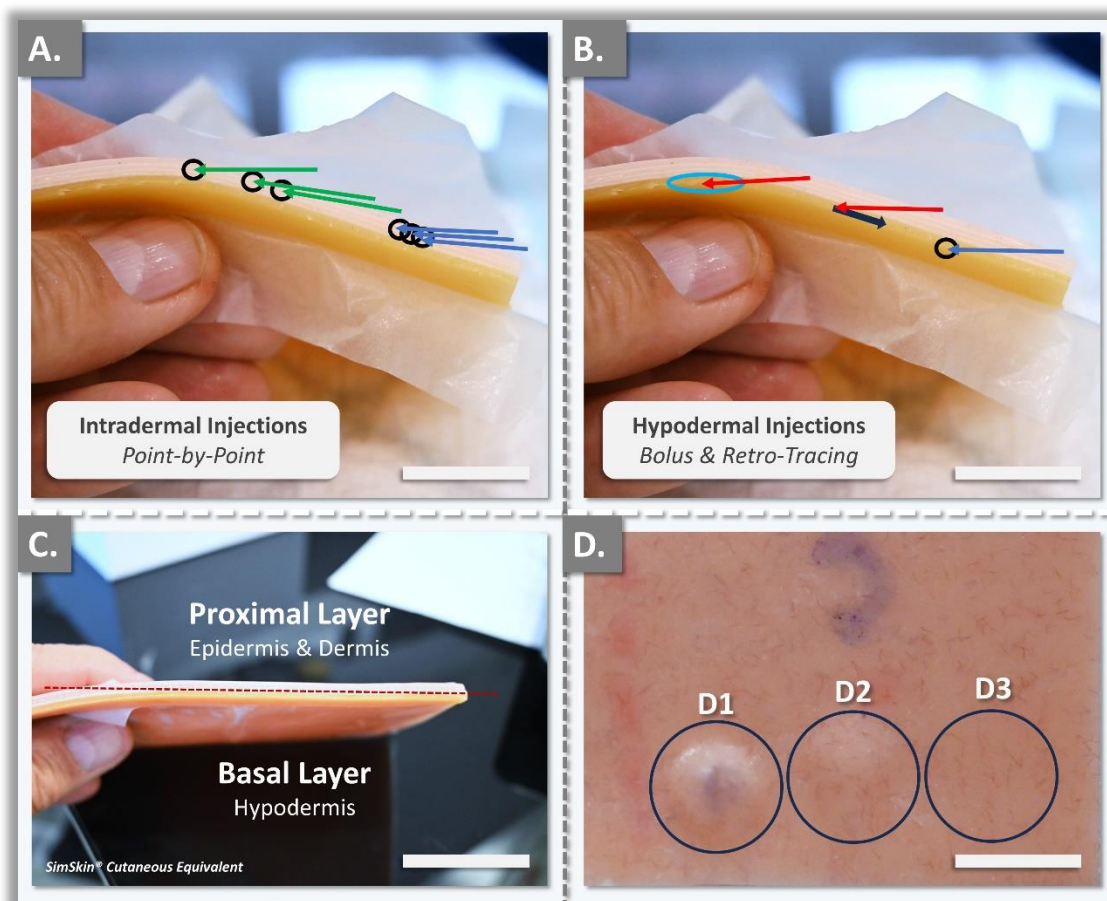 A.
Intradermal Injections
Point-by-Point
B.
Hypodermal Injections
Bolus & Retro-Tracing
C.
Proximal Layer
Epidermis & Dermis
Basal Layer
Hypodermis
SimSkin® Cutaneous Equivalent
D.
D1
D2
D3